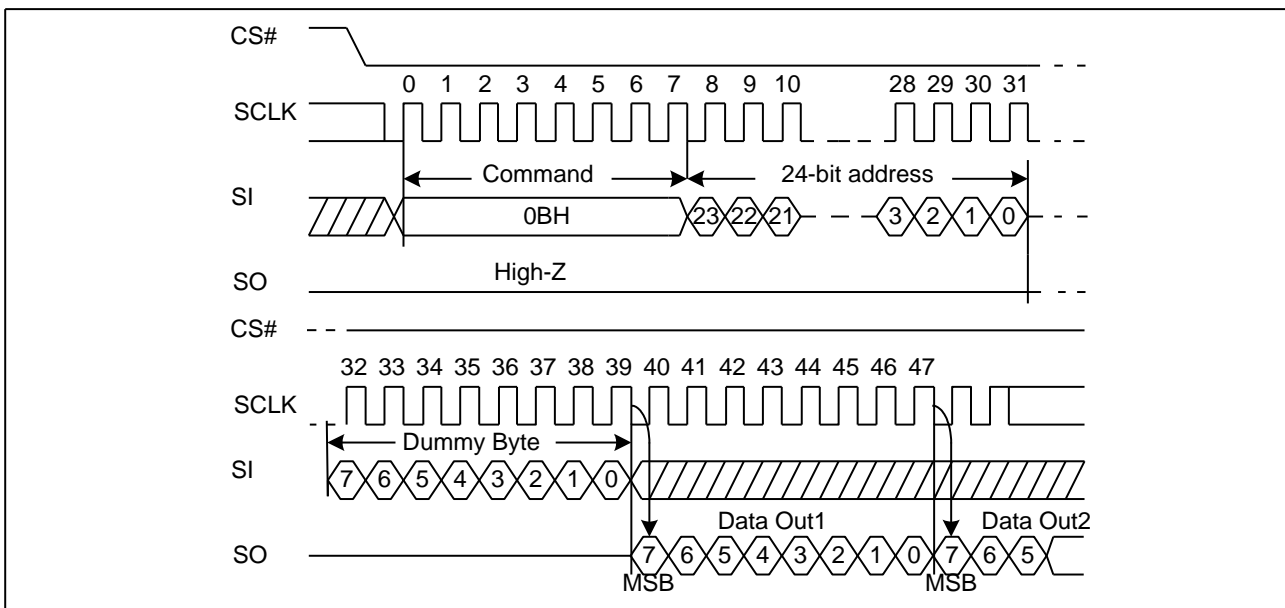 CS#
0 1 2 3 4 5 6 7 8 9 10 28 29 30 31
SCLK
Command 24-bit address
SI
0BH 23 22 21 3 2 1 0
High-Z
SO
CS#
32 33 34 35 36 37 38 39 40 41 42 43 44 45 46 47
SCLK
Dummy Byte
SI
7 6 5 4 3 2 1 0
Data Out1 Data Out2
SO
7 6 5 4 3 2 1 0 7 6 5
MSB MSB